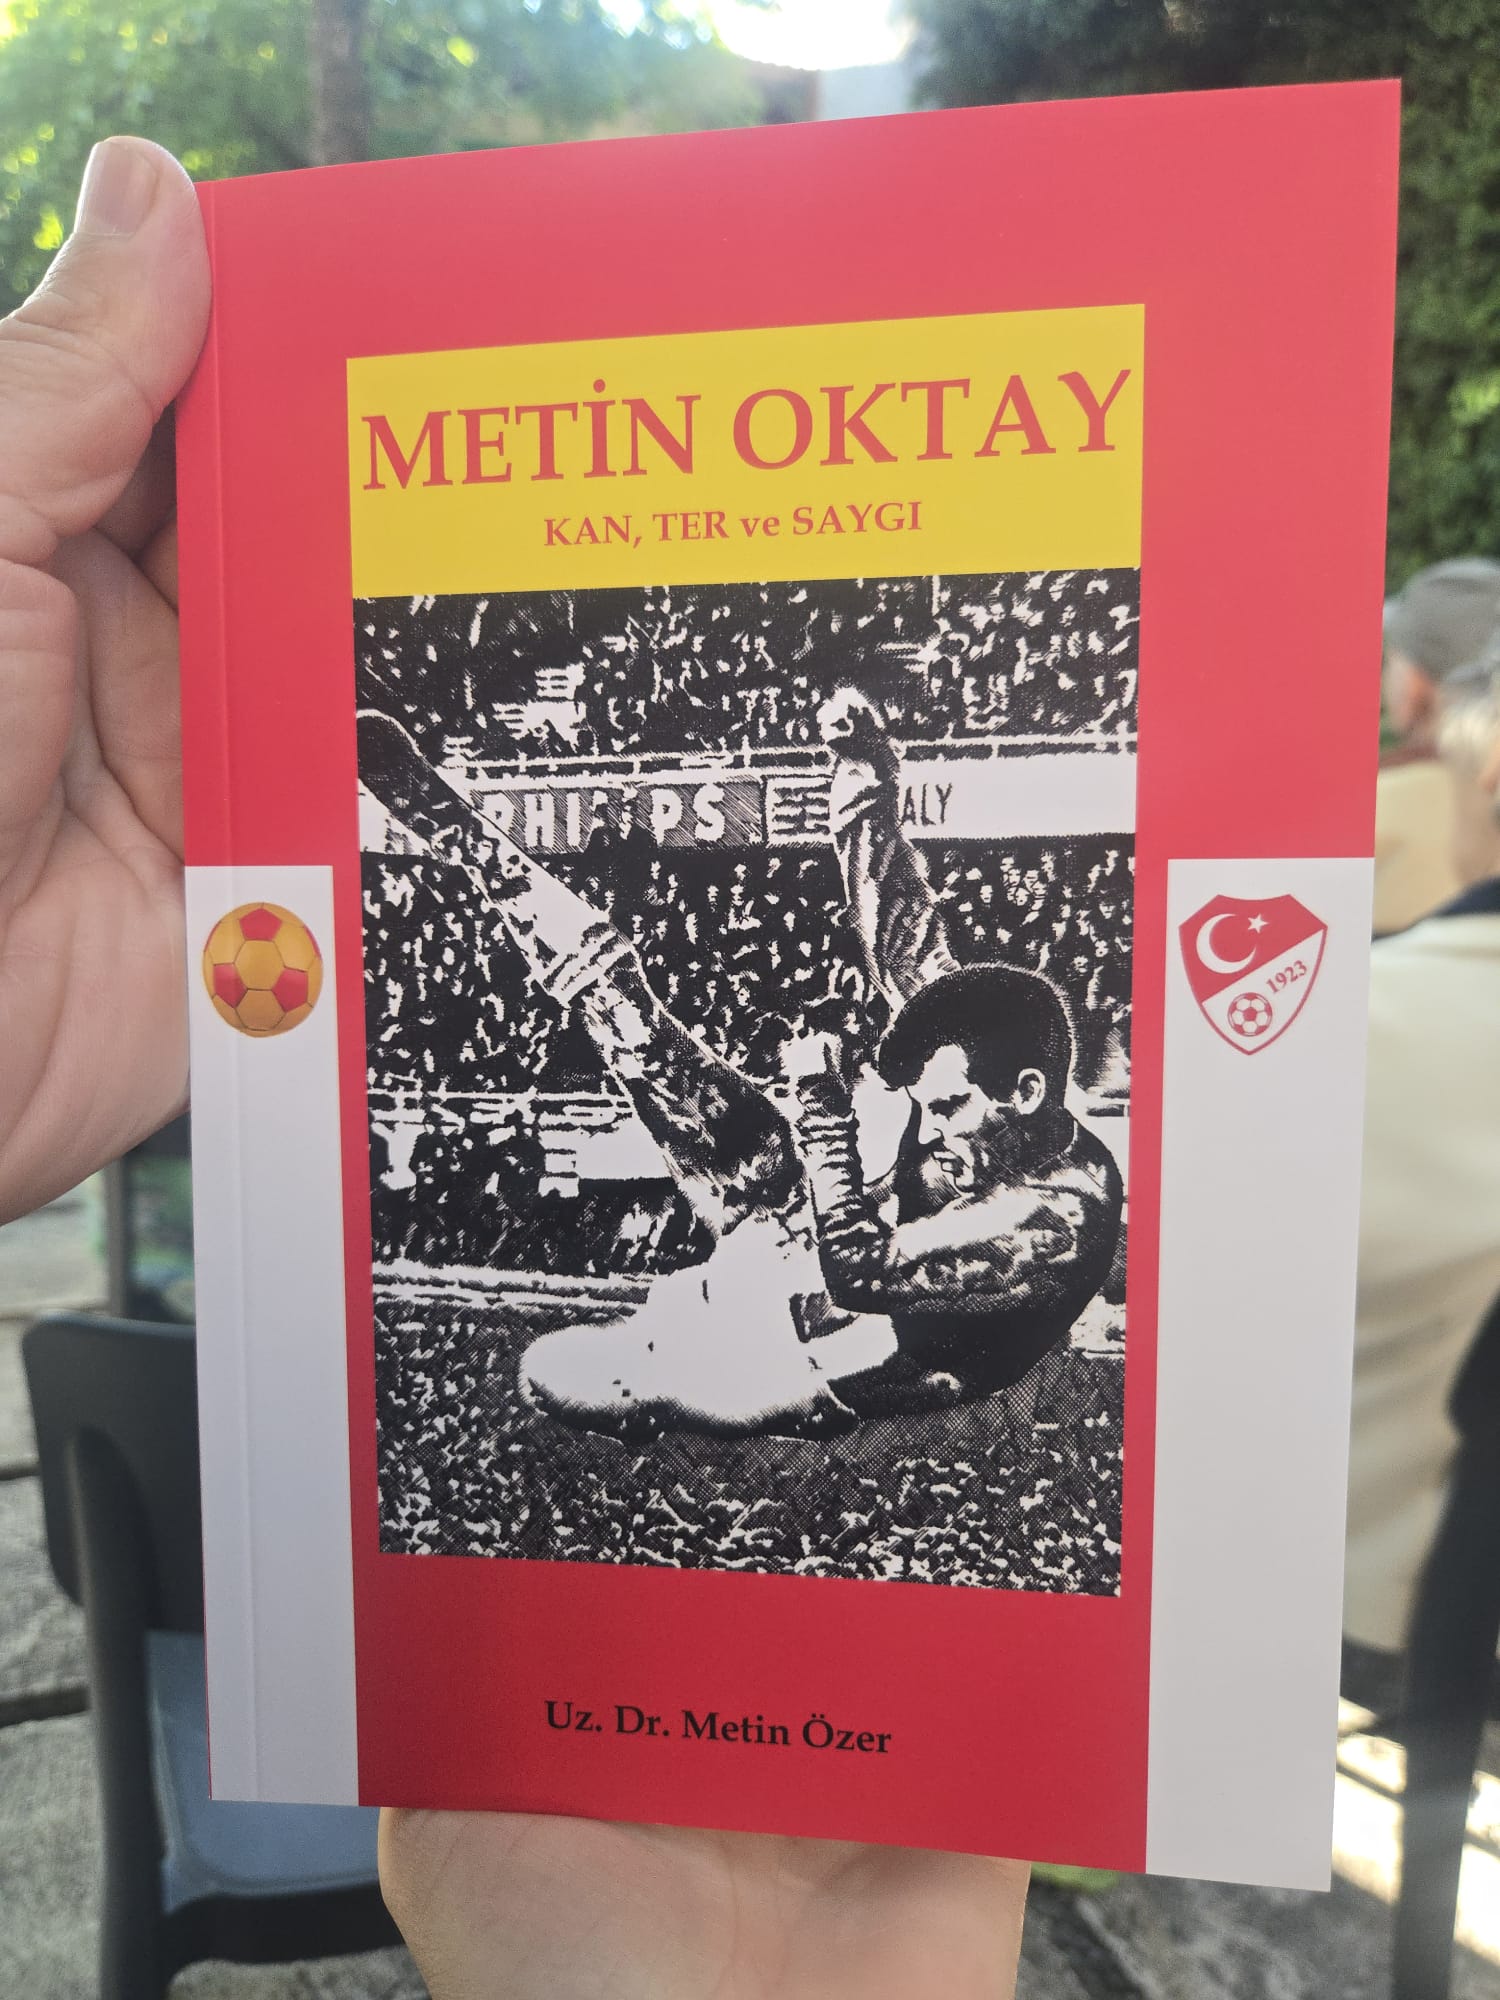 METİN OKTAY
KAN, TER ve SAYGI
PHILIPS
ALY
1923
Uz. Dr. Metin Özer